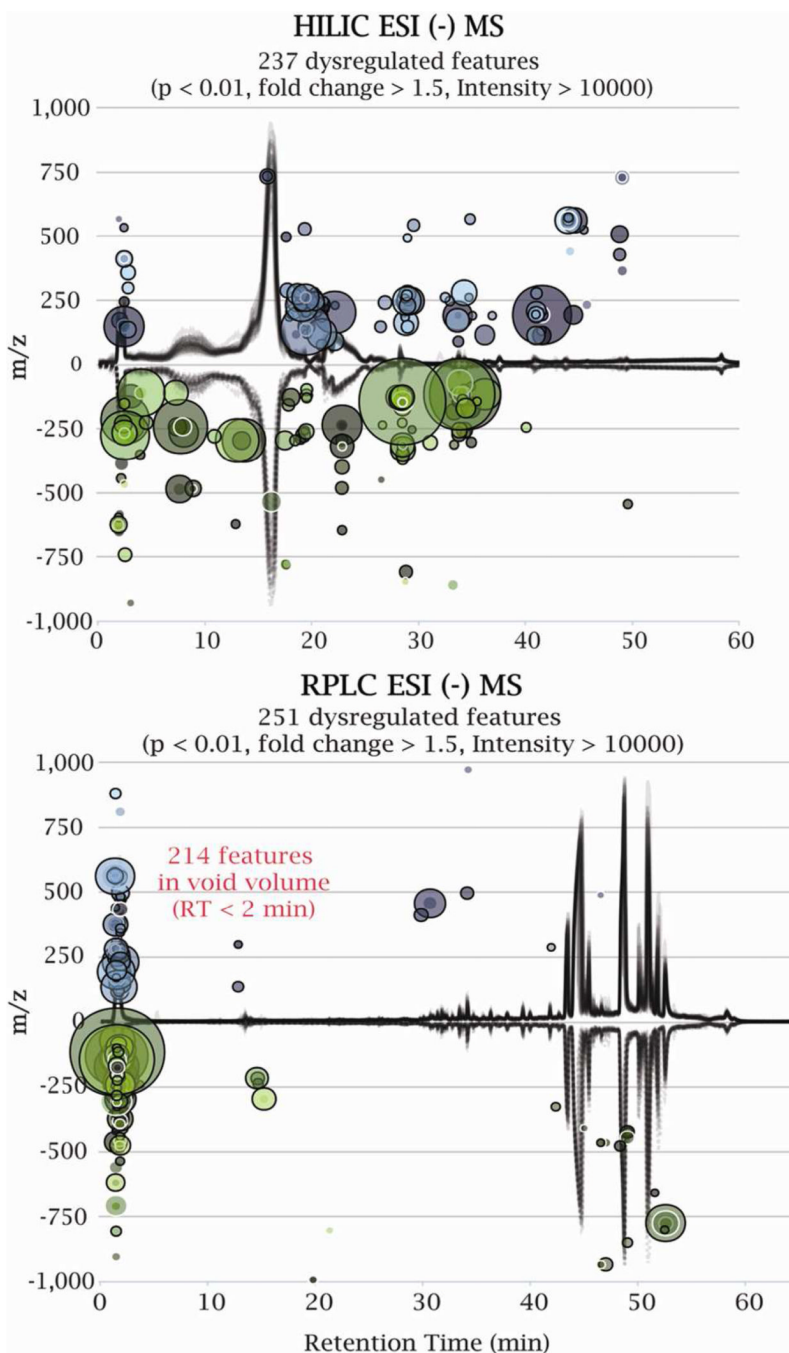 HILIC ESI (-) MS
237 dysregulated features
(p < 0.01, fold change > 1.5, Intensity > 10000)
1,000
750
500
250
0
-250
-500
-750
-1,000
m/z
0 10 20 30 40 50 60
RPLC ESI (-) MS
251 dysregulated features
(p < 0.01, fold change > 1.5, Intensity > 10000)
1,000
750
500
250
0
-250
-500
-750
-1,000
m/z
214 features
in void volume
(RT < 2 min)
0 10 20 30 40 50 60
Retention Time (min)